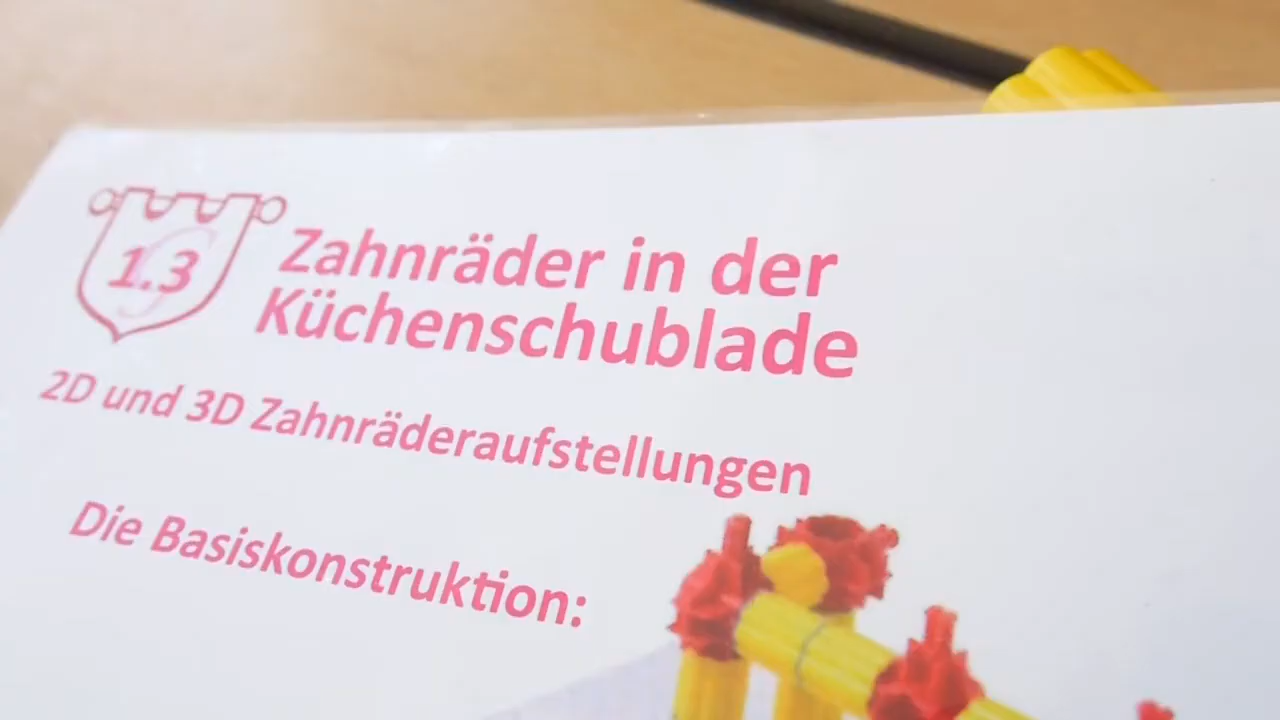 1.3
Zahnräder in der
Küchenschublade
2D und 3D Zahnräderaufstellungen
Die Basiskonstruktion: